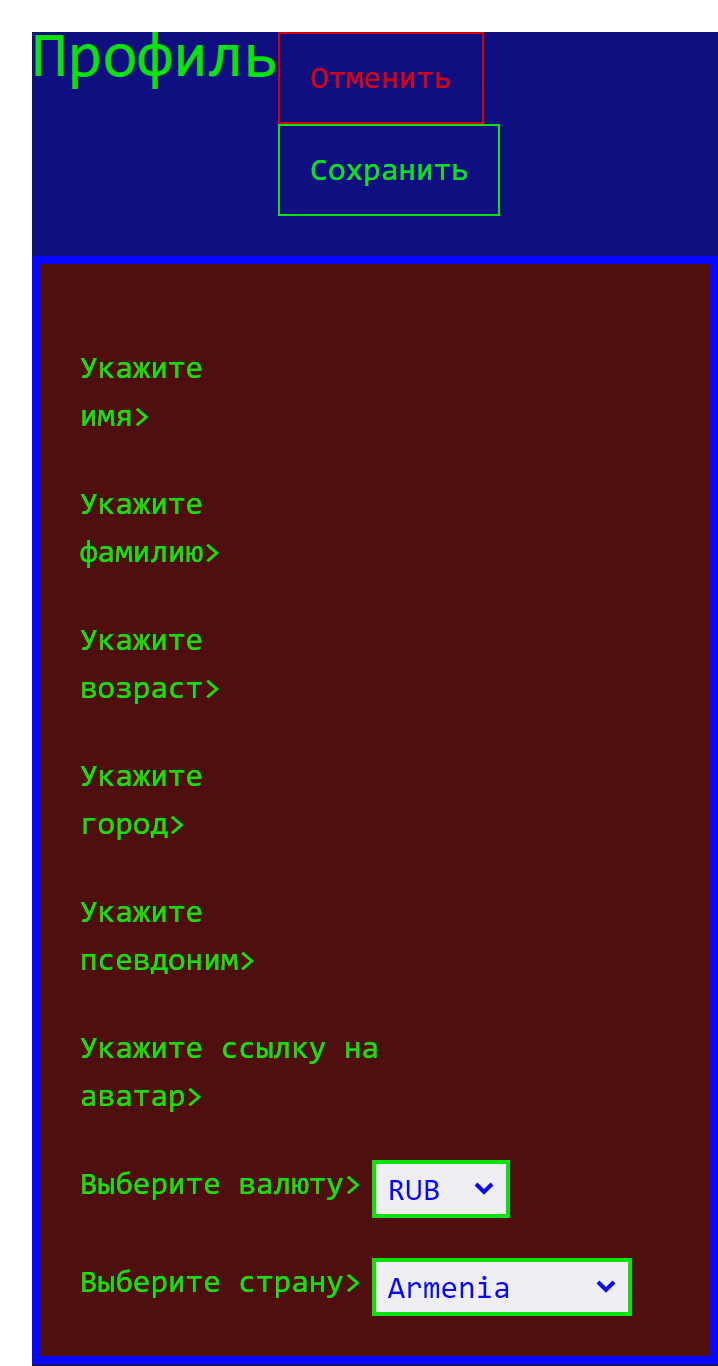 Профиль
Отменить
Сохранить
Укажите
имя>
Укажите
фамилию>
Укажите
возраст>
Укажите
город>
Укажите
псевдоним>
Укажите ссылку на
аватар>
Выберите валюту> RUB
Выберите страну> Armenia